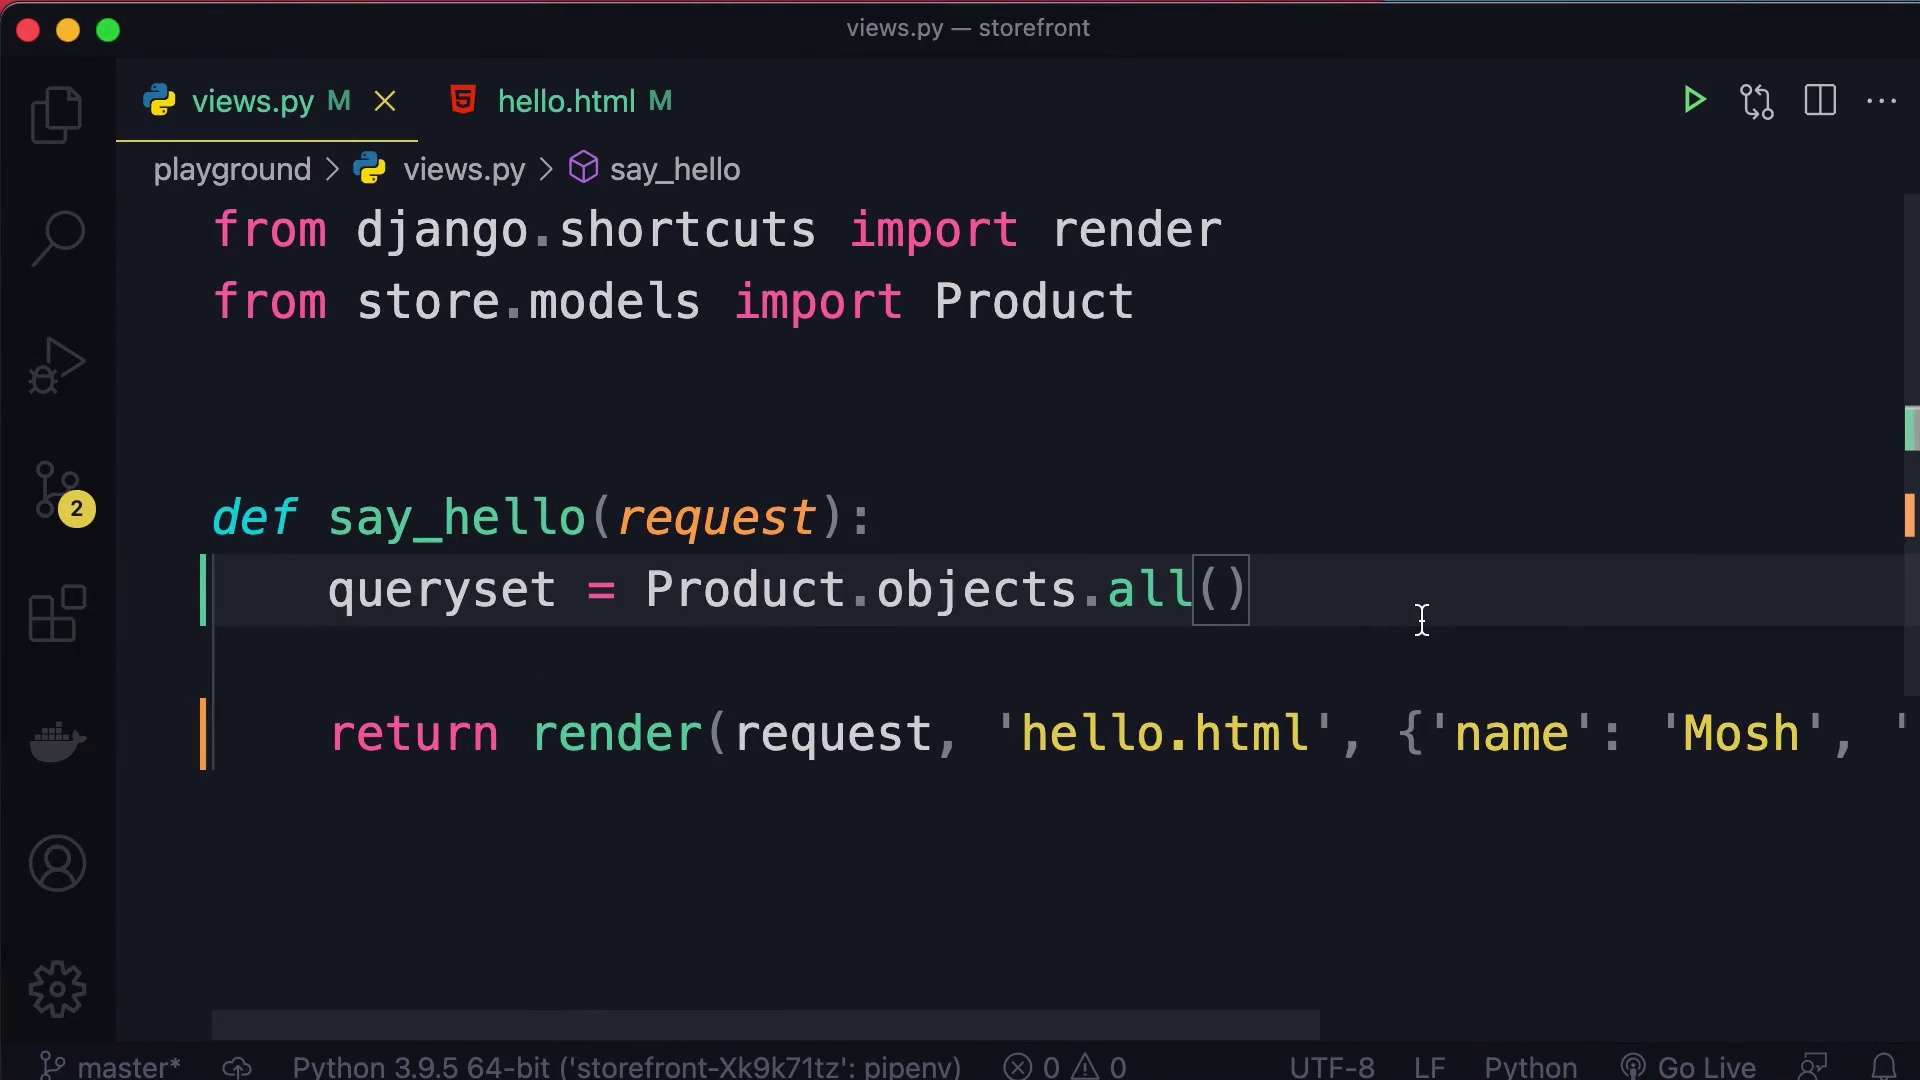 views.py — storefront
views.py M hello.html M
playground > views.py > say_hello
from django.shortcuts import render
from store.models import Product
def say_hello(request):
queryset = Product.objects.all()
return render(request, 'hello.html', {'name': 'Mosh', '
2
master* Python 3.9.5 64-bit ('storefront-Xk9k71tz': pipenv) 0 0 UTF-8 LF Python Go Live